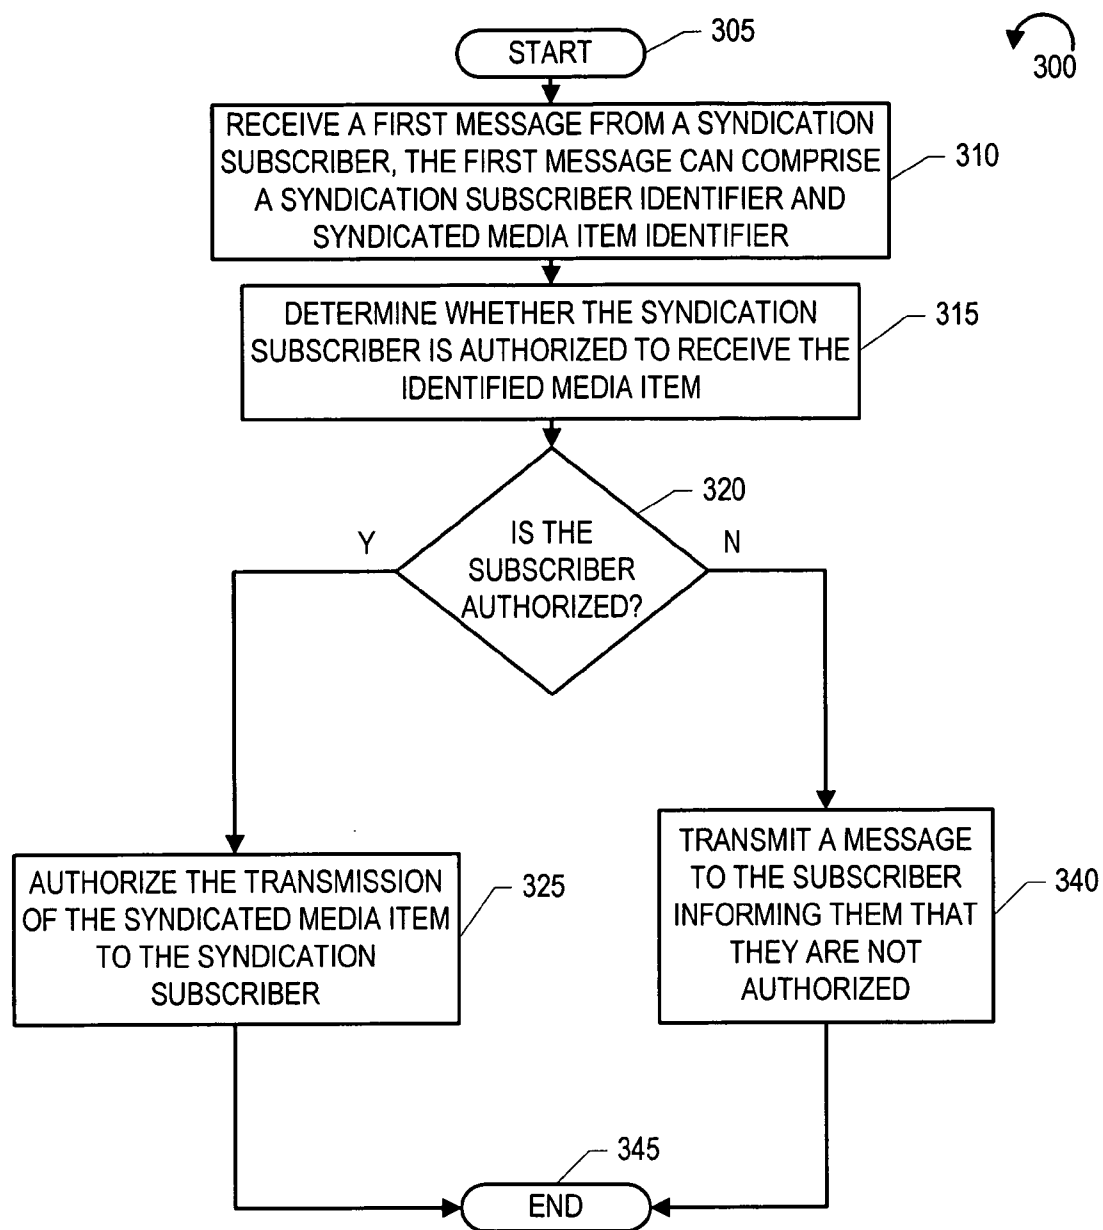 START
305
300
RECEIVE A FIRST MESSAGE FROM A SYNDICATION
SUBSCRIBER, THE FIRST MESSAGE CAN COMPRISE
A SYNDICATION SUBSCRIBER IDENTIFIER AND
SYNDICATED MEDIA ITEM IDENTIFIER
310
DETERMINE WHETHER THE SYNDICATION
SUBSCRIBER IS AUTHORIZED TO RECEIVE THE
IDENTIFIED MEDIA ITEM
315
320
IS THE
SUBSCRIBER
AUTHORIZED?
Y
N
AUTHORIZE THE TRANSMISSION
OF THE SYNDICATED MEDIA ITEM
TO THE SYNDICATION
SUBSCRIBER
325
TRANSMIT A MESSAGE
TO THE SUBSCRIBER
INFORMING THEM THAT
THEY ARE NOT
AUTHORIZED
340
345
END